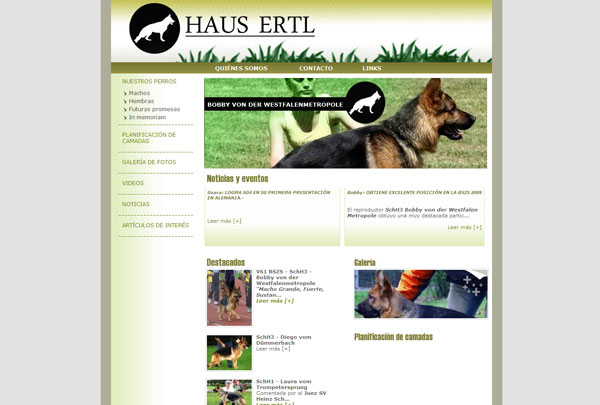 HAUS ERTL
QUIÉNES SOMOS
CONTACTO
LINKS
NUESTROS PERROS
Machos
Hembras
Futuras promesas
In memoriam
PLANIFICACIÓN DE
CAMADAS
GALERÍA DE FOTOS
VIDEOS
NOTICIAS
ARTÍCULOS DE INTERÉS
BOBBY VON DER WESTFALENMETROPOLE
Noticias y eventos
Osaro: LOGRA SG4 EN SU PRIMERA PRESENTACIÓN
EN ALEMANIA.-
Leer más [+]
Bobby: OBTIENE EXCELENTE POSICIÓN EN LA BSZS 2009
El reproductor SchH3 Bobby von der Westfalen
Metropole obtuvo una muy destacada partic...
Leer más [+]
Destacados
V61 BSZS - SchH3 -
Bobby von der
Westfalenmetropole
"Macho Grande, Fuerte,
Sustan...
Leer más [+]
SchH3 - Diego vom
Dümmerbach
Leer más [+]
SchH1 - Laura vom
Trompetersprung
Comentada por el Juez SV
Heinz Sch...
Leer más [+]
Galería
Planificación de camadas